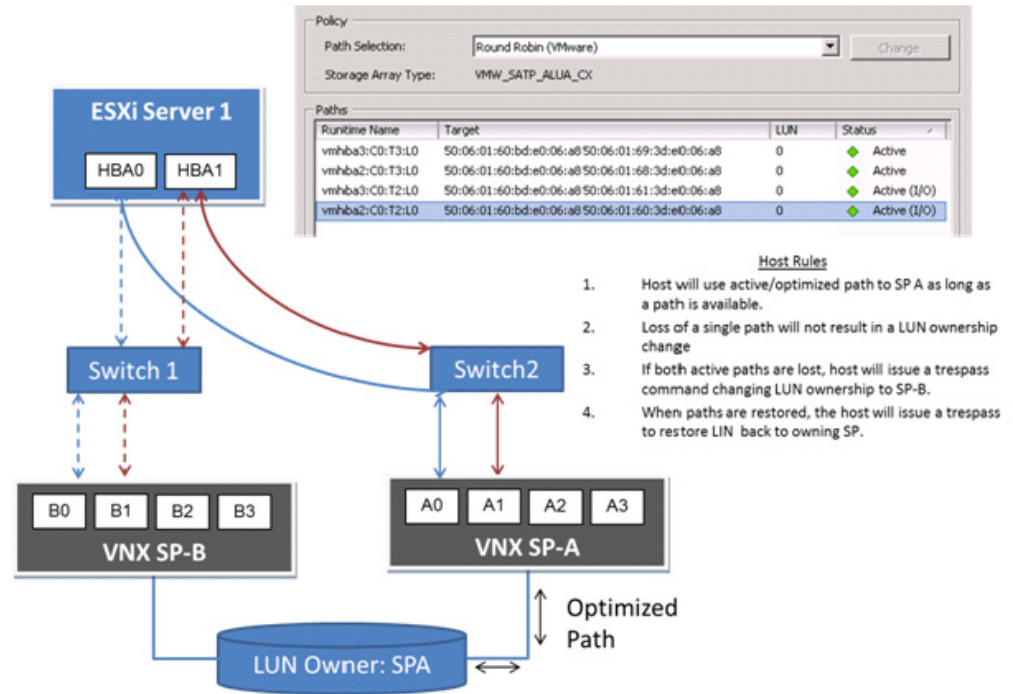 Policy
Path Selection: Round Robin (VMware) Change
Storage Array Type: VMW_SATP_ALUA_CX
Paths
Runtime Name Target LUN Status
vmhba3:C0:T3:L0 50:06:01:60:bd:e0:06:a8 50:06:01:69:3d:e0:06:a8 0 Active
vmhba2:C0:T3:L0 50:06:01:60:bd:e0:06:a8 50:06:01:68:3d:e0:06:a8 0 Active
vmhba3:C0:T2:L0 50:06:01:60:bd:e0:06:a8 50:06:01:61:3d:e0:06:a8 0 Active (I/O)
vmhba2:C0:T2:L0 50:06:01:60:bd:e0:06:a8 50:06:01:60:3d:e0:06:a8 0 Active (I/O)
ESXi Server 1
HBA0 HBA1
Host Rules
1. Host will use active/optimized path to SP A as long as
a path is available.
2. Loss of a single path will not result in a LUN ownership
change
3. If both active paths are lost, host will issue a trespass
command changing LUN ownership to SP-B.
4. When paths are restored, the host will issue a trespass
to restore LIN back to owning SP.
Switch 1
Switch2
B0 B1 B2 B3
VNX SP-B
A0 A1 A2 A3
VNX SP-A
Optimized
Path
LUN Owner: SPA